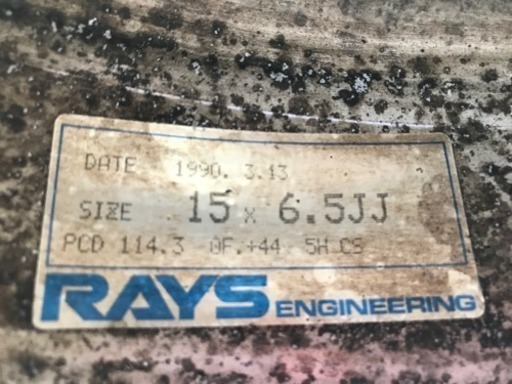 DATE 1990. 3.13
SIZE 15 x 6.5JJ
PCD 114.3 OF.+44 5H CS
RAYS ENGINEERING